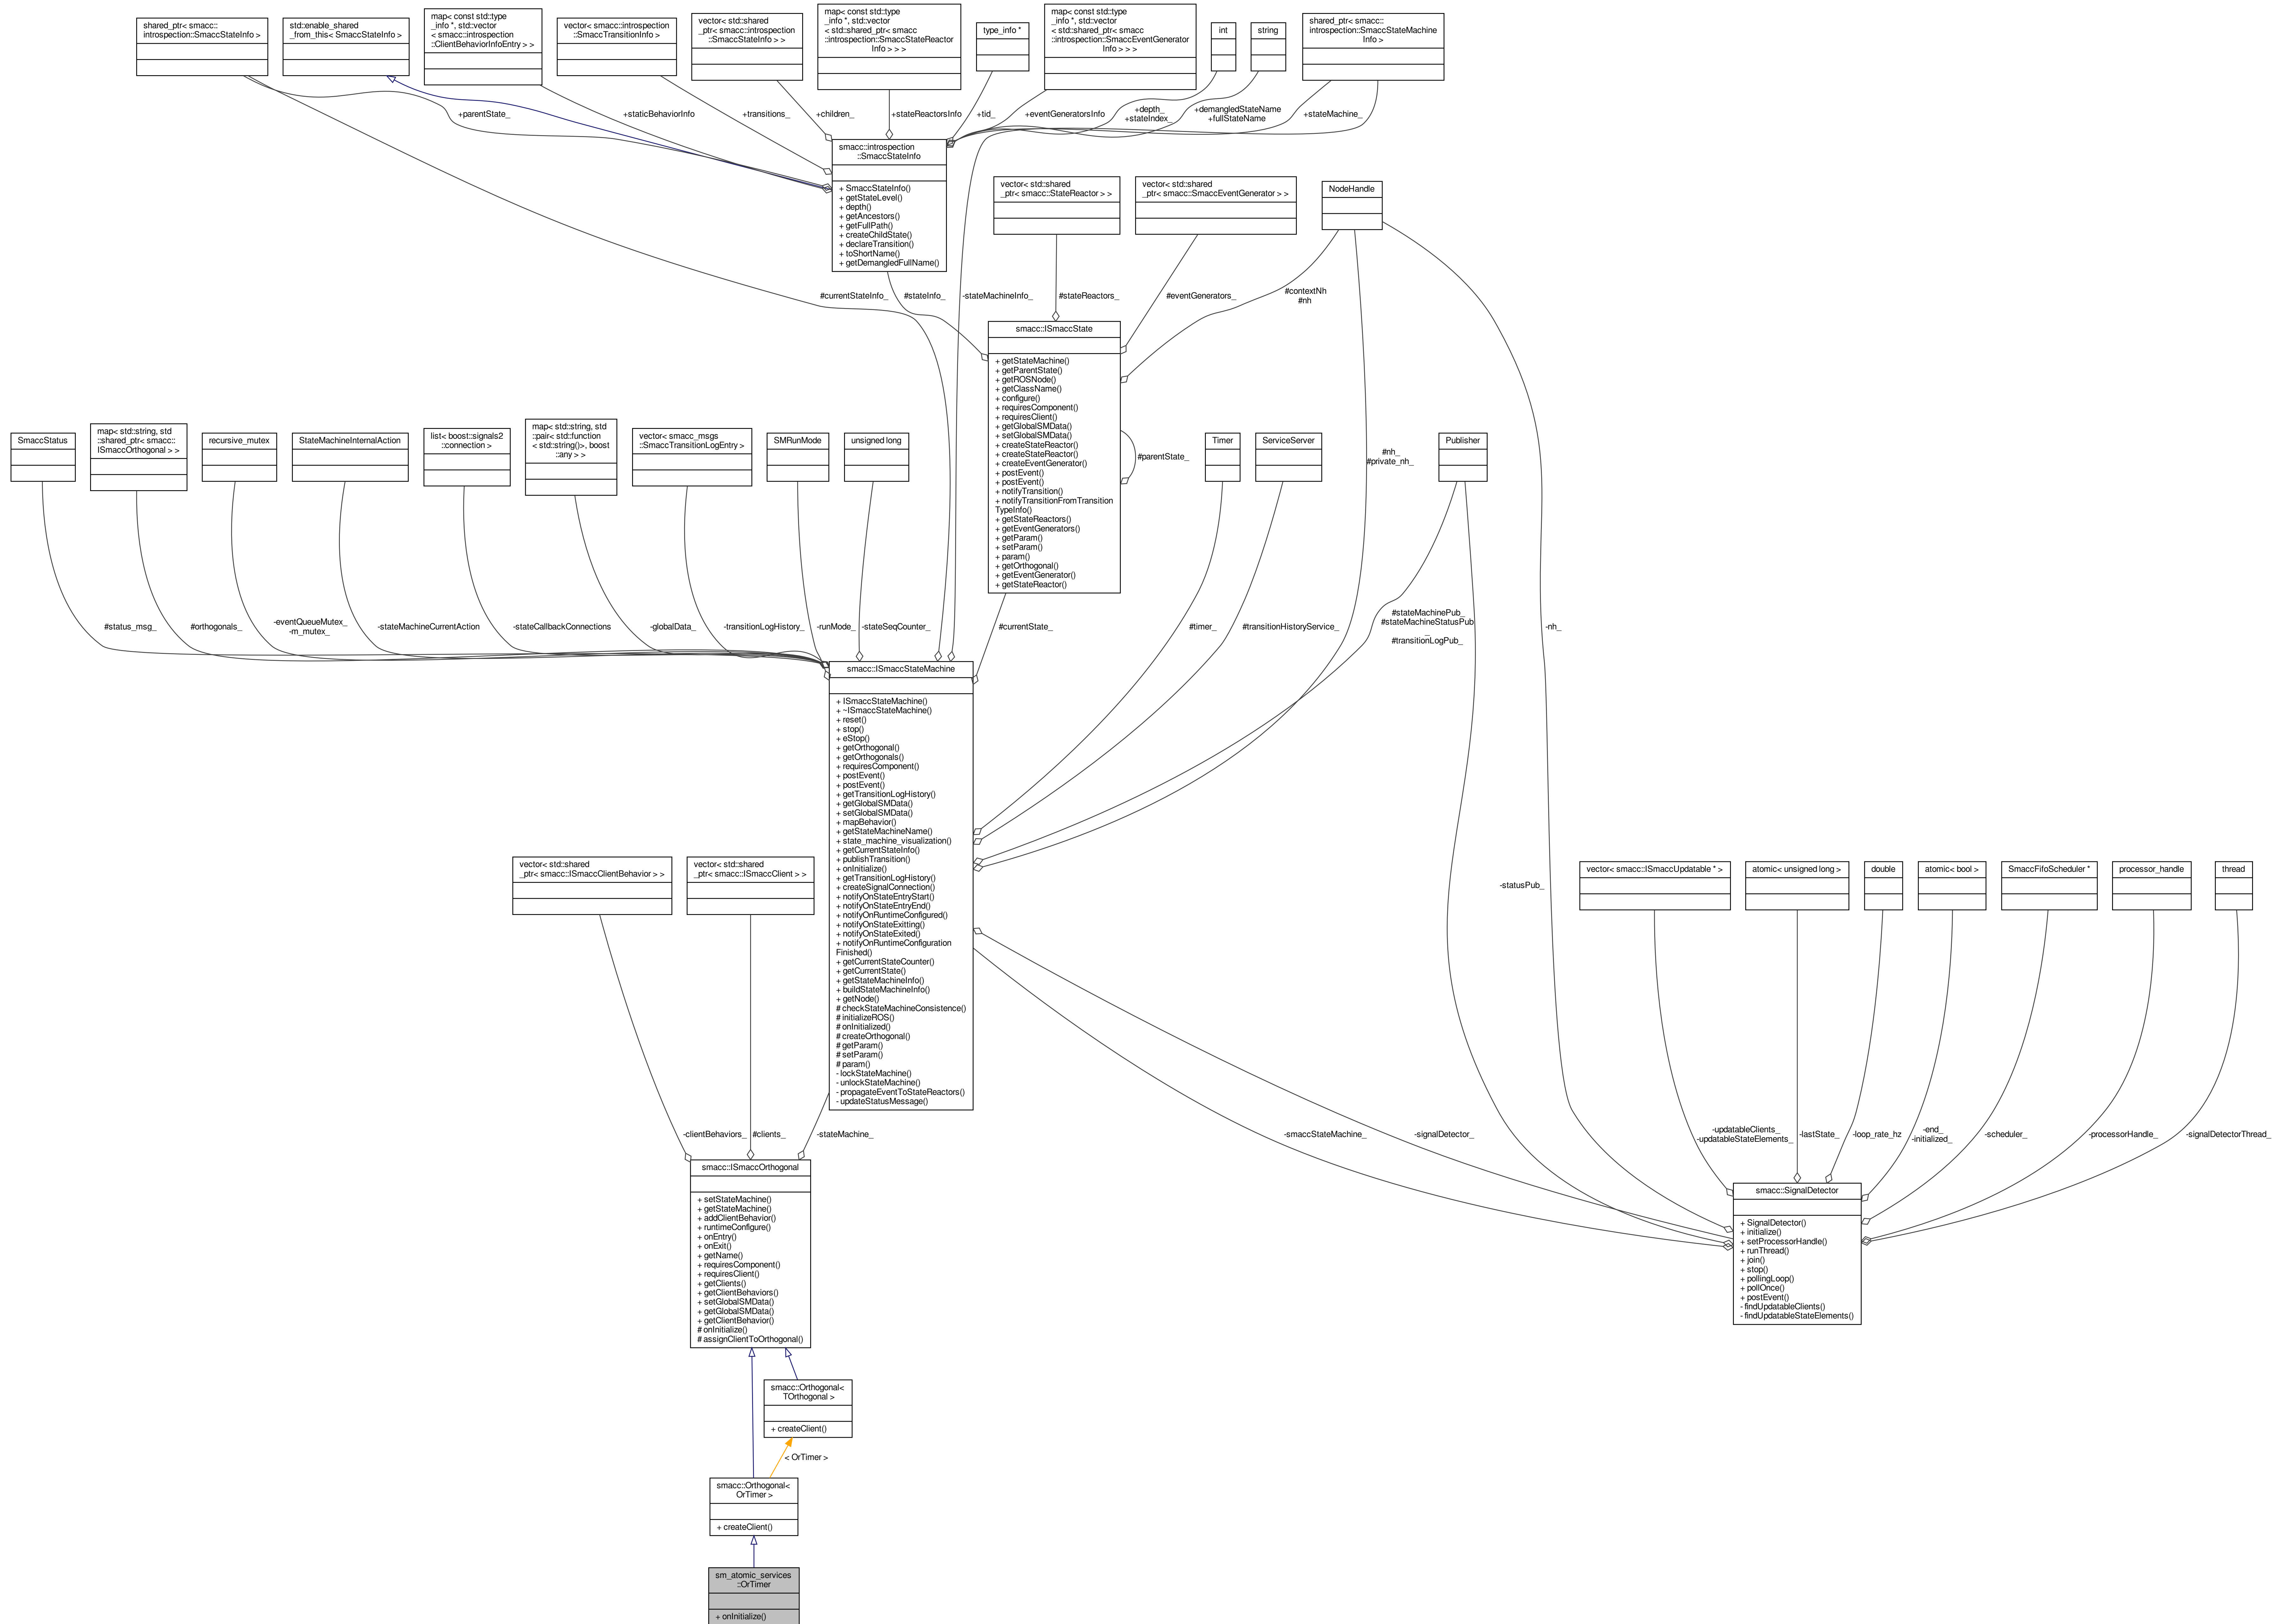 shared_ptr< smacc::
introspection::SmaccStateInfo >
std::enable_shared
_from_this< SmaccStateInfo >
map< const std::type
_info *, std::vector
< smacc::introspection
::ClientBehaviorInfoEntry > >
vector< smacc::introspection
::SmaccTransitionInfo >
vector< std::shared
_ptr< smacc::introspection
::SmaccStateInfo > >
map< const std::type
_info *, std::vector
< std::shared_ptr< smacc
::introspection::SmaccStateReactor
Info > > >
type_info *
map< const std::type
_info *, std::vector
< std::shared_ptr< smacc
::introspection::SmaccEventGenerator
Info > > >
int
string
shared_ptr< smacc::
introspection::SmaccStateMachine
Info >
+parentState_
+staticBehaviorInfo
+transitions_
+children_
+stateReactorsInfo
+tid_
+eventGeneratorsInfo
+depth_
+stateIndex_
+demangledStateName
+fullStateName
+stateMachine_
smacc::introspection
::SmaccStateInfo
+ SmaccStateInfo()
+ getStateLevel()
+ depth()
+ getAncestors()
+ getFullPath()
+ createChildState()
+ declareTransition()
+ toShortName()
+ getDemangledFullName()
vector< std::shared
_ptr< smacc::StateReactor > >
vector< std::shared
_ptr< smacc::SmaccEventGenerator > >
NodeHandle
#currentStateInfo_
#stateInfo_
-stateMachineInfo_
#stateReactors_
#eventGenerators_
#contextNh
#nh
smacc::ISmaccState
+ getStateMachine()
+ getParentState()
+ getROSNode()
+ getClassName()
+ configure()
+ requiresComponent()
+ requiresClient()
+ getGlobalSMData()
+ setGlobalSMData()
+ createStateReactor()
+ createStateReactor()
+ createEventGenerator()
+ postEvent()
+ postEvent()
+ notifyTransition()
+ notifyTransitionFromTransition
TypeInfo()
+ getStateReactors()
+ getEventGenerators()
+ getParam()
+ setParam()
+ param()
+ getOrthogonal()
+ getEventGenerator()
+ getStateReactor()
#parentState_
SmaccStatus
map< std::string, std
::shared_ptr< smacc::
ISmaccOrthogonal > >
recursive_mutex
StateMachineInternalAction
list< boost::signals2
::connection >
map< std::string, std
::pair< std::function
< std::string()>, boost
::any > >
vector< smacc_msgs
::SmaccTransitionLogEntry >
SMRunMode
unsigned long
Timer
ServiceServer
Publisher
#nh_
#private_nh_
#status_msg_
#orthogonals_
-eventQueueMutex_
-m_mutex_
-stateMachineCurrentAction
-stateCallbackConnections
-globalData_
-transitionLogHistory_
-runMode_
-stateSeqCounter_
#currentState_
#timer_
#transitionHistoryService_
#stateMachinePub_
#stateMachineStatusPub
_
#transitionLogPub_
-nh_
smacc::ISmaccStateMachine
+ ISmaccStateMachine()
+ ~ISmaccStateMachine()
+ reset()
+ stop()
+ eStop()
+ getOrthogonal()
+ getOrthogonals()
+ requiresComponent()
+ postEvent()
+ postEvent()
+ getTransitionLogHistory()
+ getGlobalSMData()
+ setGlobalSMData()
+ mapBehavior()
+ getStateMachineName()
+ state_machine_visualization()
+ getCurrentStateInfo()
+ publishTransition()
+ onInitialize()
+ getTransitionLogHistory()
+ createSignalConnection()
+ notifyOnStateEntryStart()
+ notifyOnStateEntryEnd()
+ notifyOnRuntimeConfigured()
+ notifyOnStateExitting()
+ notifyOnStateExited()
+ notifyOnRuntimeConfiguration
Finished()
+ getCurrentStateCounter()
+ getCurrentState()
+ getStateMachineInfo()
+ buildStateMachineInfo()
+ getNode()
# checkStateMachineConsistence()
# initializeROS()
# onInitialized()
# createOrthogonal()
# getParam()
# setParam()
# param()
- lockStateMachine()
- unlockStateMachine()
- propagateEventToStateReactors()
- updateStatusMessage()
vector< std::shared
_ptr< smacc::ISmaccClientBehavior > >
vector< std::shared
_ptr< smacc::ISmaccClient > >
-statusPub_
vector< smacc::ISmaccUpdatable * >
atomic< unsigned long >
double
atomic< bool >
SmaccFifoScheduler *
processor_handle
thread
-clientBehaviors_
#clients_
-stateMachine_
-smaccStateMachine_
-signalDetector_
-updatableClients_
-updatableStateElements_
-lastState_
-loop_rate_hz
-end_
-initialized_
-scheduler_
-processorHandle_
-signalDetectorThread_
smacc::ISmaccOrthogonal
+ setStateMachine()
+ getStateMachine()
+ addClientBehavior()
+ runtimeConfigure()
+ onEntry()
+ onExit()
+ getName()
+ requiresComponent()
+ requiresClient()
+ getClients()
+ getClientBehaviors()
+ setGlobalSMData()
+ getGlobalSMData()
+ getClientBehavior()
# onInitialize()
# assignClientToOrthogonal()
smacc::SignalDetector
+ SignalDetector()
+ initialize()
+ setProcessorHandle()
+ runThread()
+ join()
+ stop()
+ pollingLoop()
+ pollOnce()
+ postEvent()
- findUpdatableClients()
- findUpdatableStateElements()
smacc::Orthogonal<
TOrthogonal >
+ createClient()
< OrTimer >
smacc::Orthogonal<
OrTimer >
+ createClient()
sm_atomic_services
::OrTimer
+ onInitialize()